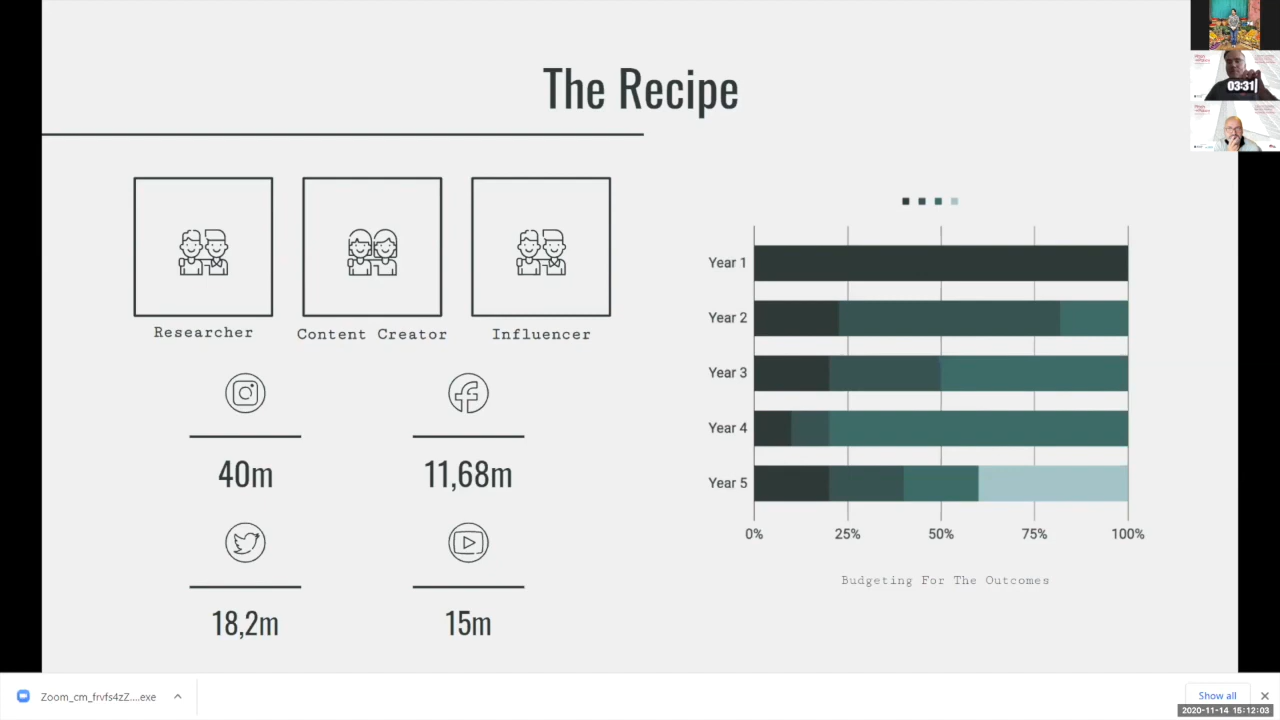 The Recipe
03:31
Researcher
Content Creator
Influencer
40m
11,68m
18,2m
15m
Year 1
Year 2
Year 3
Year 4
Year 5
0% 25% 50% 75% 100%
Budgeting For The Outcomes
Zoom_cm_frvfs4zZ....exe
Show all
2020-11-14 15:12:03